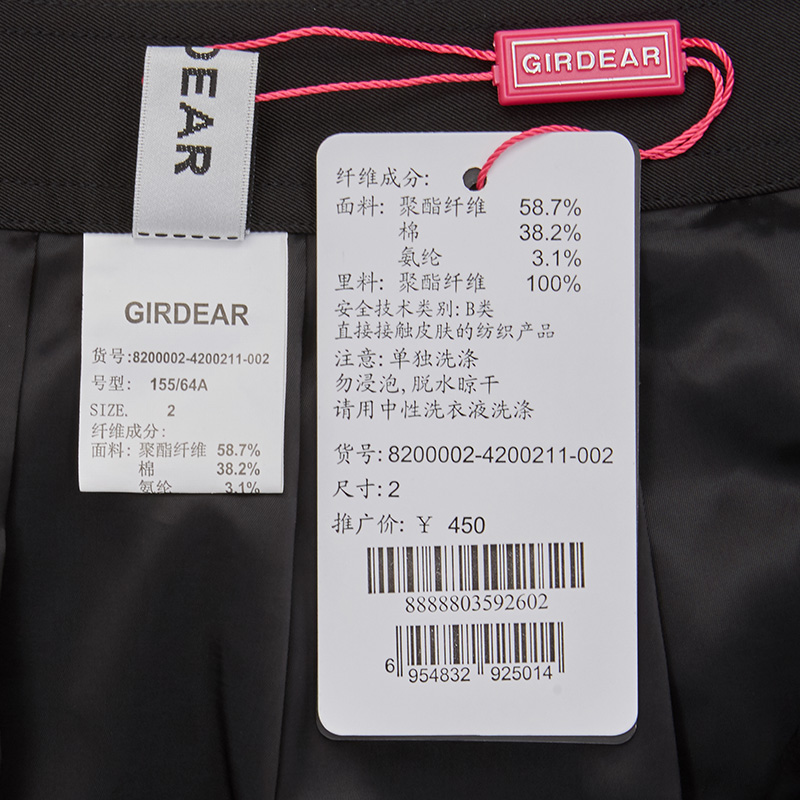 DEAR
GIRDEAR
GIRDEAR
货号:8200002-4200211-002
号型: 155/64A
SIZE. 2
纤维成分:
面料: 聚酯纤维 58.7%
棉 38.2%
氨纶 3.1%
纤维成分:
面料: 聚酯纤维 58.7%
棉 38.2%
氨纶 3.1%
里料: 聚酯纤维 100%
安全技术类别: B类
直接接触皮肤的纺织产品
注意: 单独洗涤
勿浸泡, 脱水晾干
请用中性洗衣液洗涤
货号: 8200002-4200211-002
尺寸: 2
推广价: ¥ 450
8888803592602
6 954832 925014